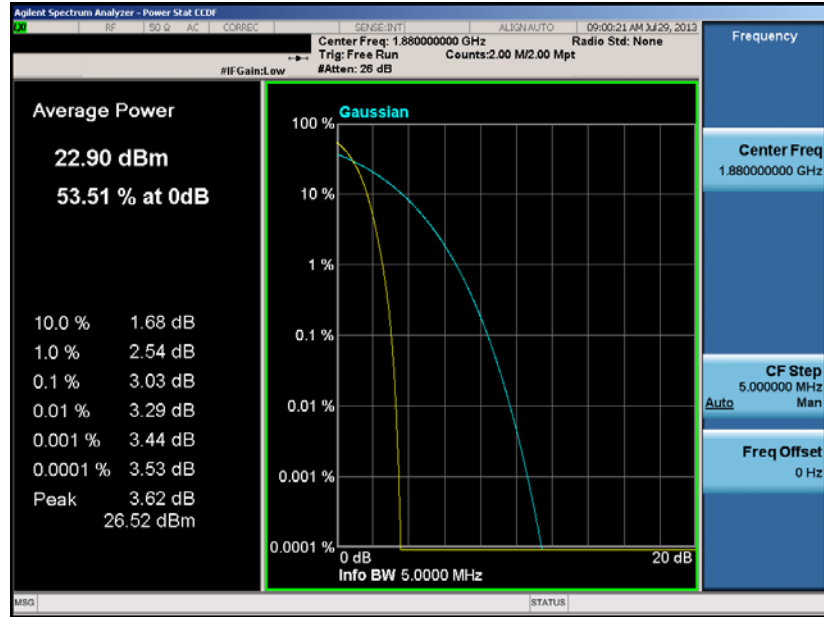 Agilent Spectrum Analyzer - Power Stat CCDF
LXI RF 50 Ω AC CORREC SENSE:INT ALIGN AUTO 09:00:21 AM Jul 29, 2013
Center Freq: 1.880000000 GHz Radio Std: None
Trig: Free Run Counts:2.00 M/2.00 Mpt
#IFGain:Low #Atten: 26 dB
Frequency
Average Power
22.90 dBm
53.51 % at 0dB
10.0 % 1.68 dB
1.0 % 2.54 dB
0.1 % 3.03 dB
0.01 % 3.29 dB
0.001 % 3.44 dB
0.0001 % 3.53 dB
Peak 3.62 dB
26.52 dBm
Gaussian
100 %
10 %
1 %
0.1 %
0.01 %
0.001 %
0.0001 %
0 dB 20 dB
Info BW 5.0000 MHz
Center Freq
1.880000000 GHz
CF Step
5.000000 MHz
Auto Man
Freq Offset
0 Hz
MSG STATUS